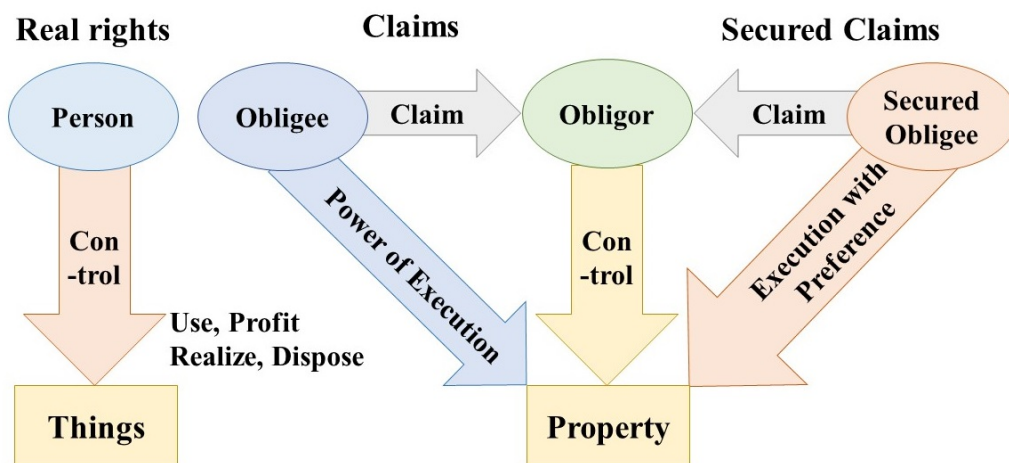 Real rights
Claims
Secured Claims
Person
Obligee
Claim
Obligor
Claim
Secured
Obligee
Con
-trol
Power of Execution
Con
-trol
Execution with
Preference
Use, Profit
Realize, Dispose
Things
Property